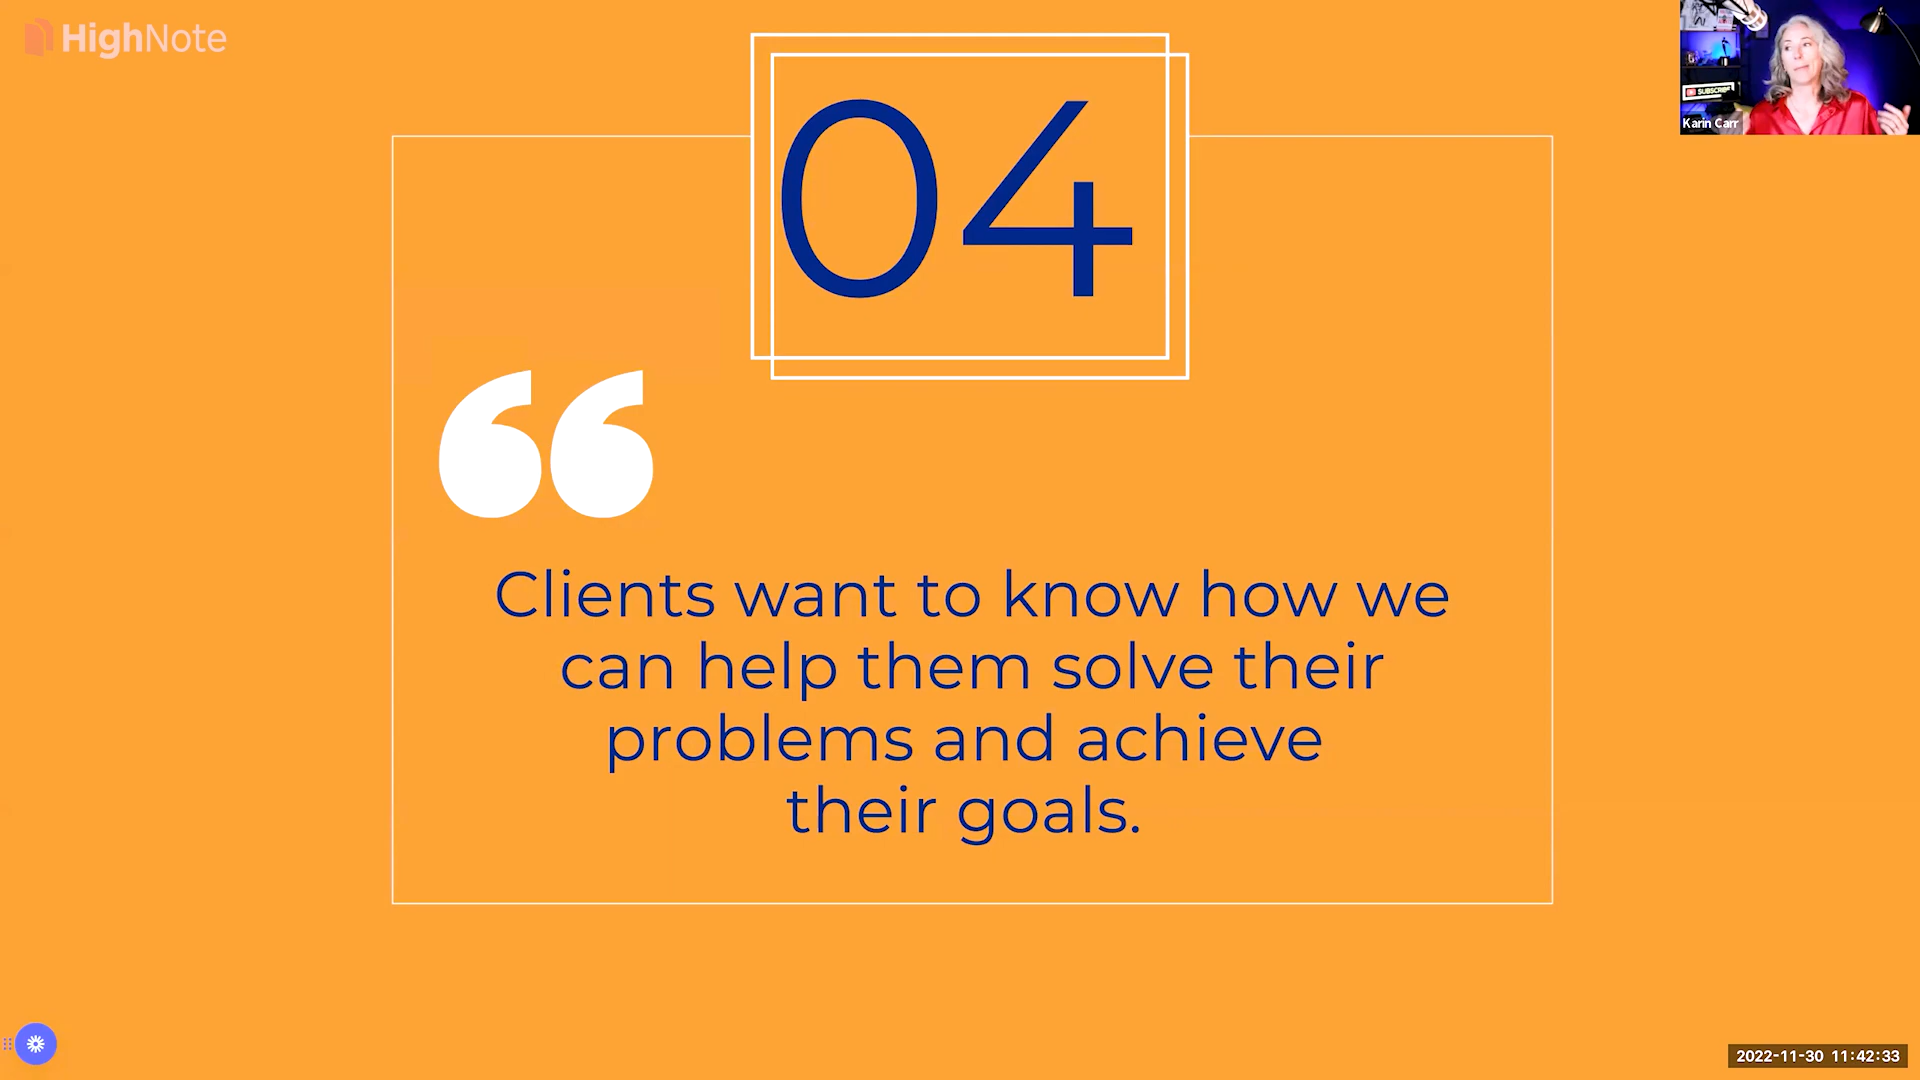 HighNote
SUBSCRIBE
Karin Carr
04
“
Clients want to know how we
can help them solve their
problems and achieve
their goals.
2022-11-30 11:42:33